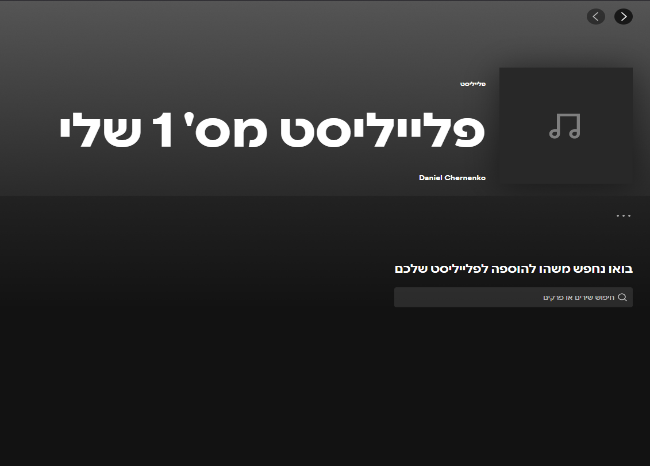 פלייליסט
פלייליסט מס' 1 שלי
Daniel Chernenko
בואו נחפש משהו להוספה לפלייליסט שלכם
חיפוש שירים או פרקים